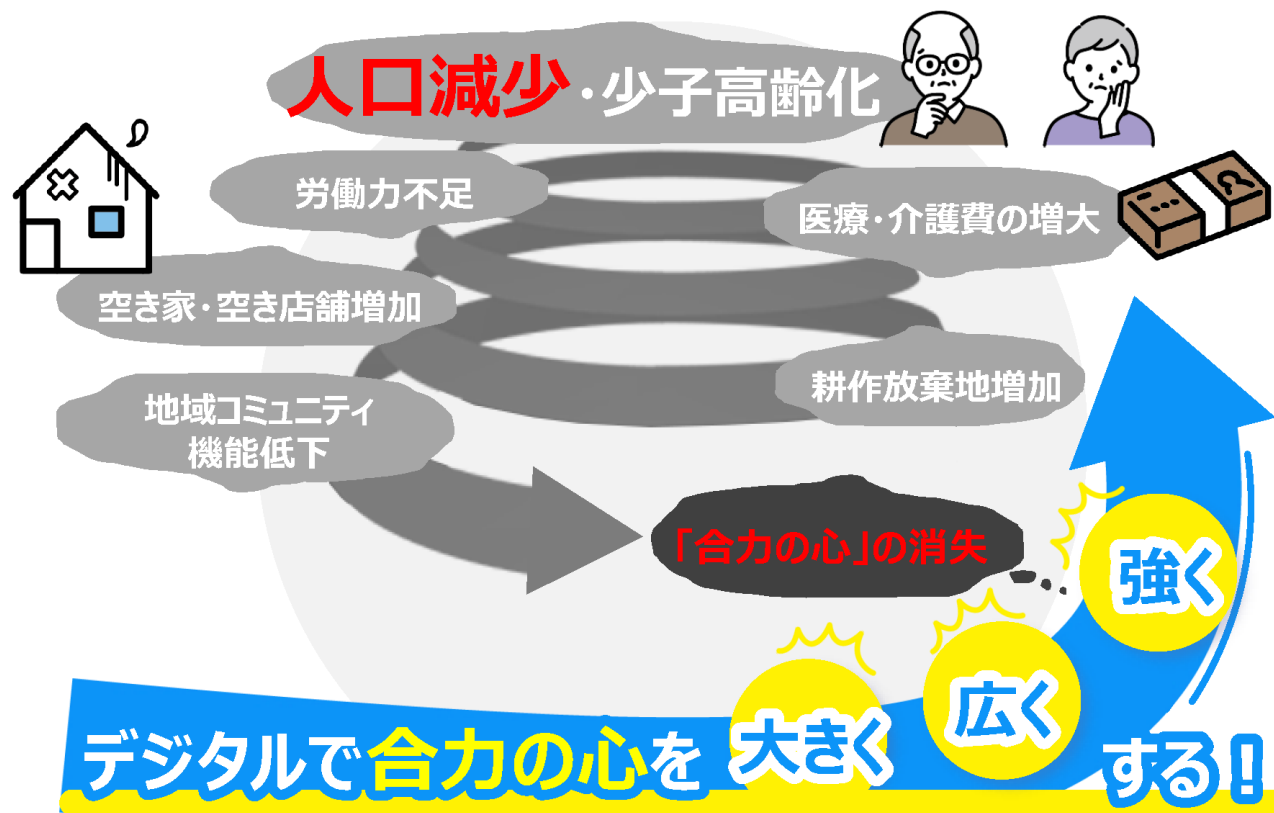 人口減少・少子高齢化
労働力不足
医療・介護費の増大
空き家・空き店舗増加
耕作放棄地増加
地域コミュニティ
機能低下
「合力の心」の消失
デジタルで合力の心を大きく広く強くする！